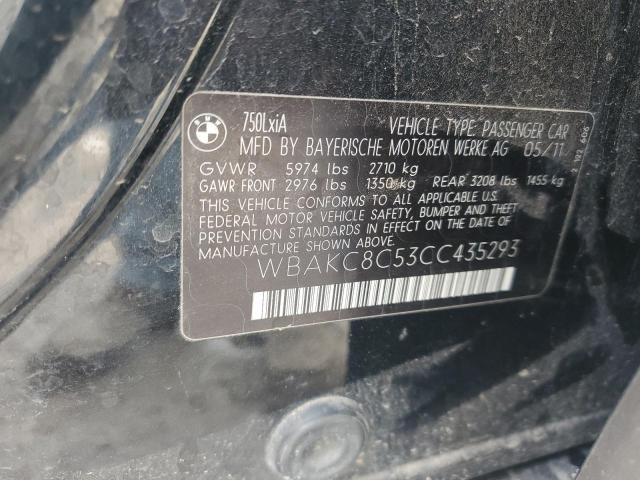 BMW
750LxiA
VEHICLE TYPE PASSENGER CAR
MFD BY BAYERISCHE MOTOREN WERKE AG 05/11
GVWR 5974 lbs 2710 kg
GAWR FRONT 2976 lbs 1350 kg REAR 3208 lbs 1455 kg
THIS VEHICLE CONFORMS TO ALL APPLICABLE U.S.
FEDERAL MOTOR VEHICLE SAFETY, BUMPER AND THEFT
PREVENTION STANDARDS IN EFFECT ON THE DATE OF
MANUFACTURE SHOWN ABOVE.
WBAKC8C53CC435293